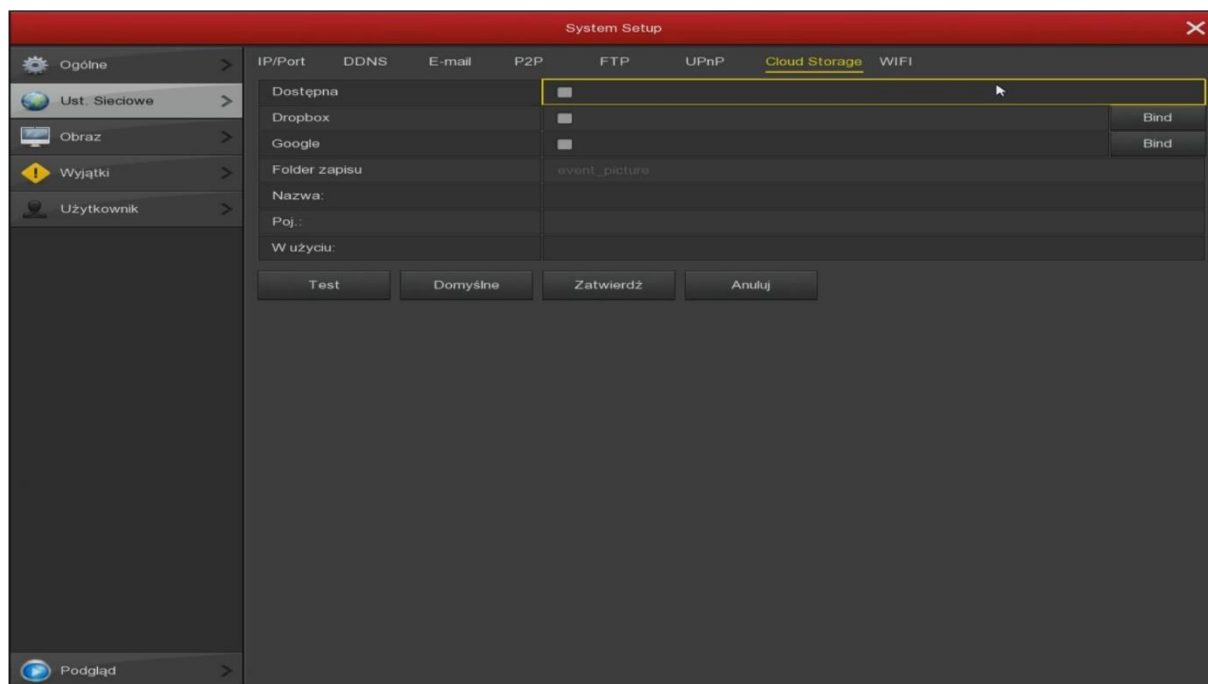 System Setup
Ogólne
Ust. Sieciowe
Obraz
Wyjątki
Użytkownik
Podgląd
IP/Port DDNS E-mail P2P FTP UPnP Cloud Storage WIFI
Dostępna
Dropbox Bind
Google Bind
Folder zapisu event_picture
Nazwa:
Poj.:
W użyciu:
Test Domyślne Zatwierdź Anuluj